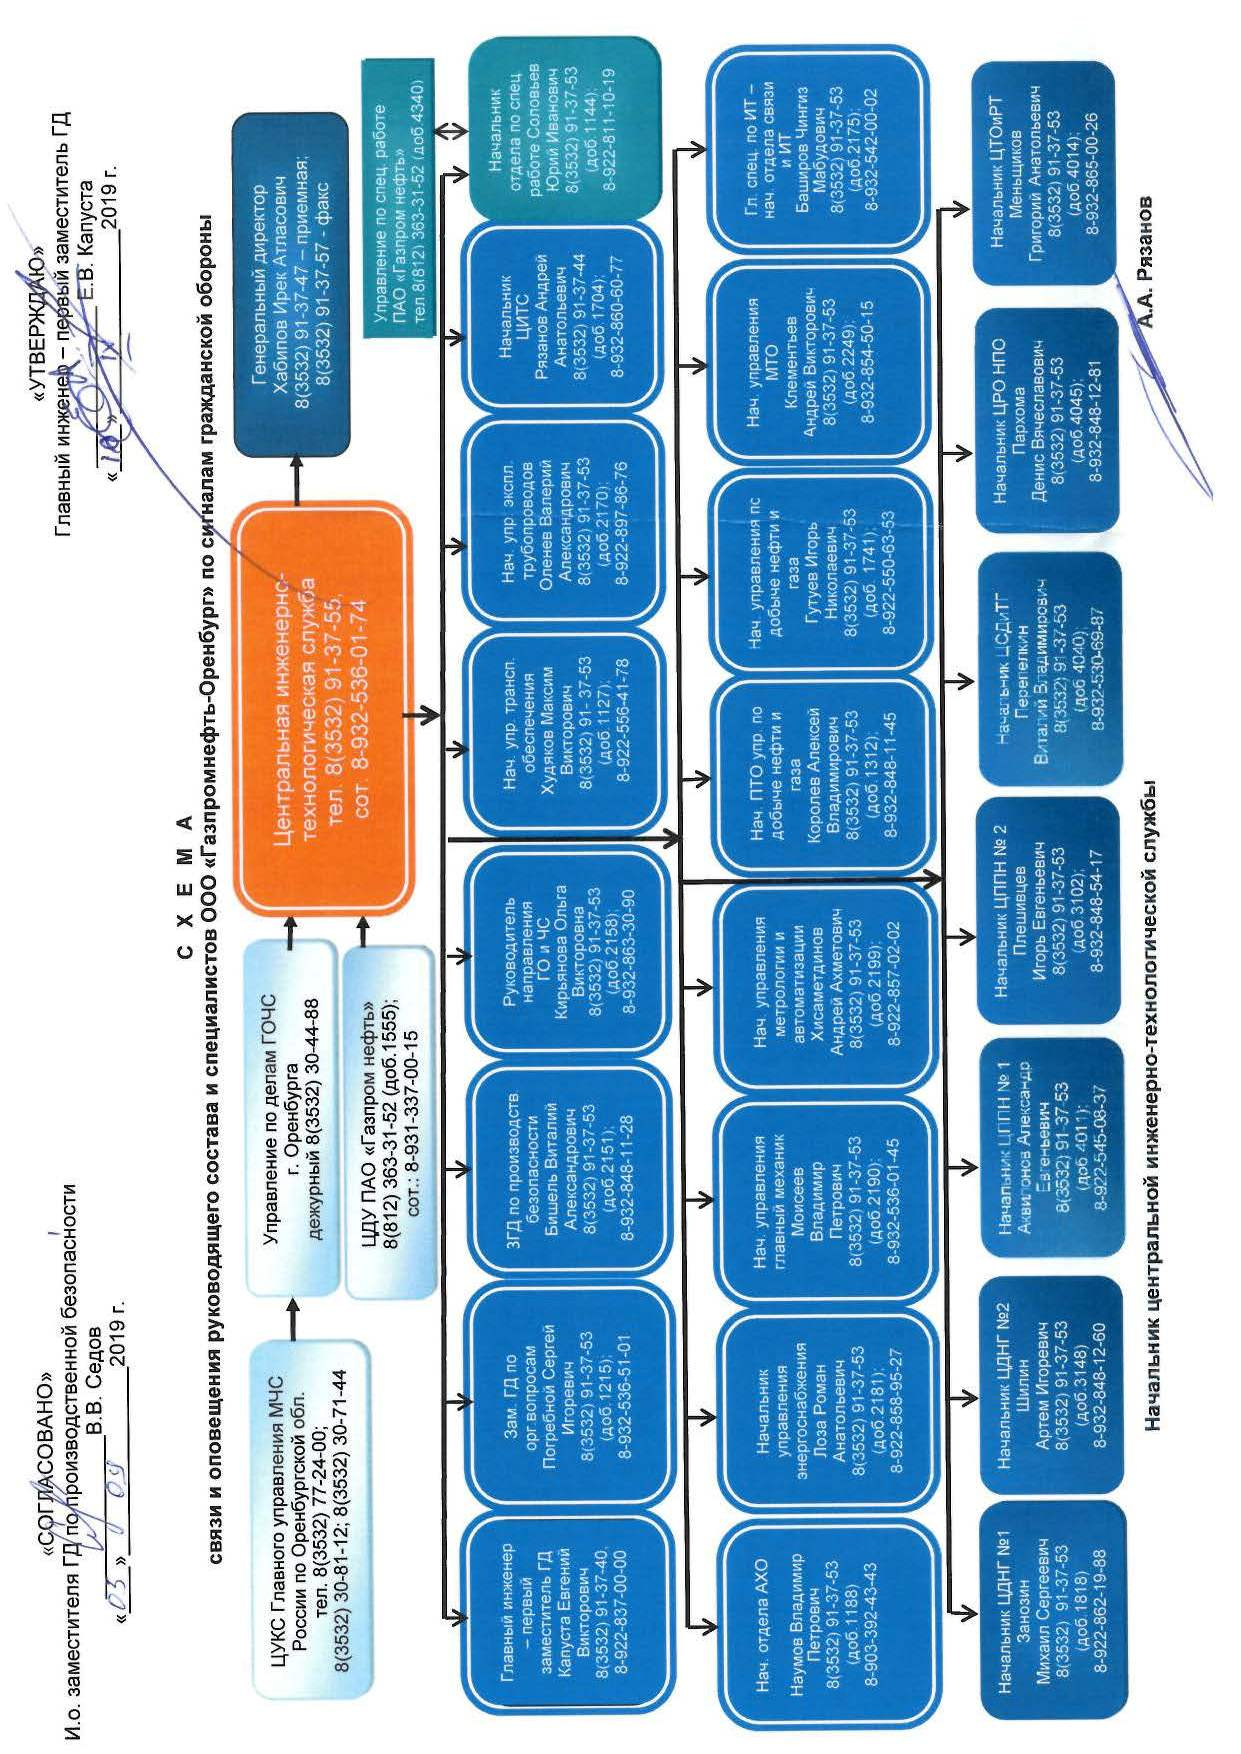 «СОГЛАСОВАНО»
И.о. заместителя ГД по производственной безопасности
В.В. Седов
«03» 09 2019 г.
«УТВЕРЖДАЮ»
Главный инженер – первый заместитель ГД
Е.В. Капуста
« » 2019 г.
С Х Е М А
связи и оповещения руководящего состава и специалистов ООО «Газпромнефть-Оренбург» по сигналам гражданской обороны
ЦУКС Главного управления МЧС
России по Оренбургской обл.
тел. 8(3532) 77-24-00;
8(3532) 30-81-12; 8(3532) 30-71-44
Управление по делам ГОЧС
г. Оренбурга
дежурный 8(3532) 30-44-88
ЦДУ ПАО «Газпром нефть»
8(812) 363-31-52 (доб.1555);
сот.: 8-931-337-00-15
Центральная инженерно-
технологическая служба
тел. 8(3532) 91-37-55,
сот. 8-932-536-01-74
Генеральный директор
Хабипов Ирек Атласович
8(3532) 91-37-47 – приемная;
8(3532) 91-37-57 - факс
Управление по спец. работе
ПАО «Газпром нефть»
тел.8(812) 363-31-52 (доб 4340)
Главный инженер
– первый
заместитель ГД
Капуста Евгений
Викторович
8(3532) 91-37-40,
8-922-837-00-00
Зам. ГД по
орг.вопросам
Погребной Сергей
Игоревич
8(3532) 91-37-53
(доб.1215);
8-932-536-51-01
ЗГД по производств.
безопасности
Бишель Виталий
Александрович
8(3532) 91-37-53
(доб.2151);
8-932-848-11-28
Руководитель
направления
ГО и ЧС
Кирьянова Ольга
Викторовна
8(3532) 91-37-53
(доб.2158);
8-932-863-30-90
Нач. упр. трансп.
обеспечения
Худяков Максим
Викторович
8(3532) 91- 37-53
(доб.1127);
8-922-556-41-78
Нач. упр. экспл.
трубопроводов
Оленев Валерий
Александрович
8(3532) 91-37-53
(доб.2170);
8-922-897-86-76
Начальник
ЦИТС
Рязанов Андрей
Анатольевич
8(3532) 91-37-44
(доб 1704);
8-932-860-60-77
Начальник
отдела по спец.
работе Соловьев
Юрий Иванович
8(3532) 91-37-53
(доб.1144);
8-922-811-10-19
Нач. отдела АХО
Наумов Владимир
Петрович
8(3532) 91-37-53
(доб.1188)
8-903-392-43-43
Начальник
управления
энергоснабжения
Лоза Роман
Анатольевич
8(3532) 91-37-53
(доб.2181);
8-922-858-95-27
Нач. управления
главный механик
Моисеев
Владимир
Петрович
8(3532) 91-37-53
(доб.2190);
8-932-536-01-45
Нач. управления
метрологии и
автоматизации
Хисаметдинов
Андрей Ахметович
8(3532) 91-37-53
(доб.2199);
8-922-857-02-02
Нач. ПТО упр. по
добыче нефти и
газа
Королев Алексей
Владимирович
8(3532) 91-37-53
(доб.1312);
8-932-848-11-45
Нач. управления пс
добыче нефти и
газа
Гутуев Игорь
Николаевич
8(3532) 91-37-53
(доб. 1741);
8-922-550-63-53
Нач. управления
МТО
Клементьев
Андрей Викторович
8(3532) 91-37-53
(доб.2249);
8-932-854-50-15
Гл. спец. по ИТ –
нач. отдела связи
и ИТ
Баширов Чингиз
Мабудович
8(3532) 91-37-53
(доб.2175);
8-932-542-00-02
Начальник ЦДНГ №1
Занозин
Михаил Сергеевич
8(3532) 91-37-53
(доб.1818)
8-922-862-19-88
Начальник ЦДНГ №2
Шипин
Артем Игоревич
8(3532) 91-37-53
(доб.3148)
8-932-848-12-60
Начальник ЦППН № 1
Аквилонов Александр
Евгеньевич
8(3532) 91-37-53
(доб.4011);
8-922-545-08-37
Начальник ЦППН № 2
Плешивцев
Игорь Евгеньевич
8(3532) 91-37-53
(доб.3102);
8-932-848-54-17
Начальник ЦСДиТГ
Перепелкин
Виталий Владимирович
8(3532) 91-37-53
(доб 4040);
8-932-530-69-87
Начальник ЦРО НПО
Пархома
Денис Вячеславович
8(3532) 91-37-53
(доб.4045);
8-932-848-12-81
Начальник ЦТОиРТ
Меньщиков
Григорий Анатольевич
8(3532) 91-37-53
(доб.4014);
8-932-865-00-26
Начальник центральной инженерно-технологической службы
А.А. Рязанов